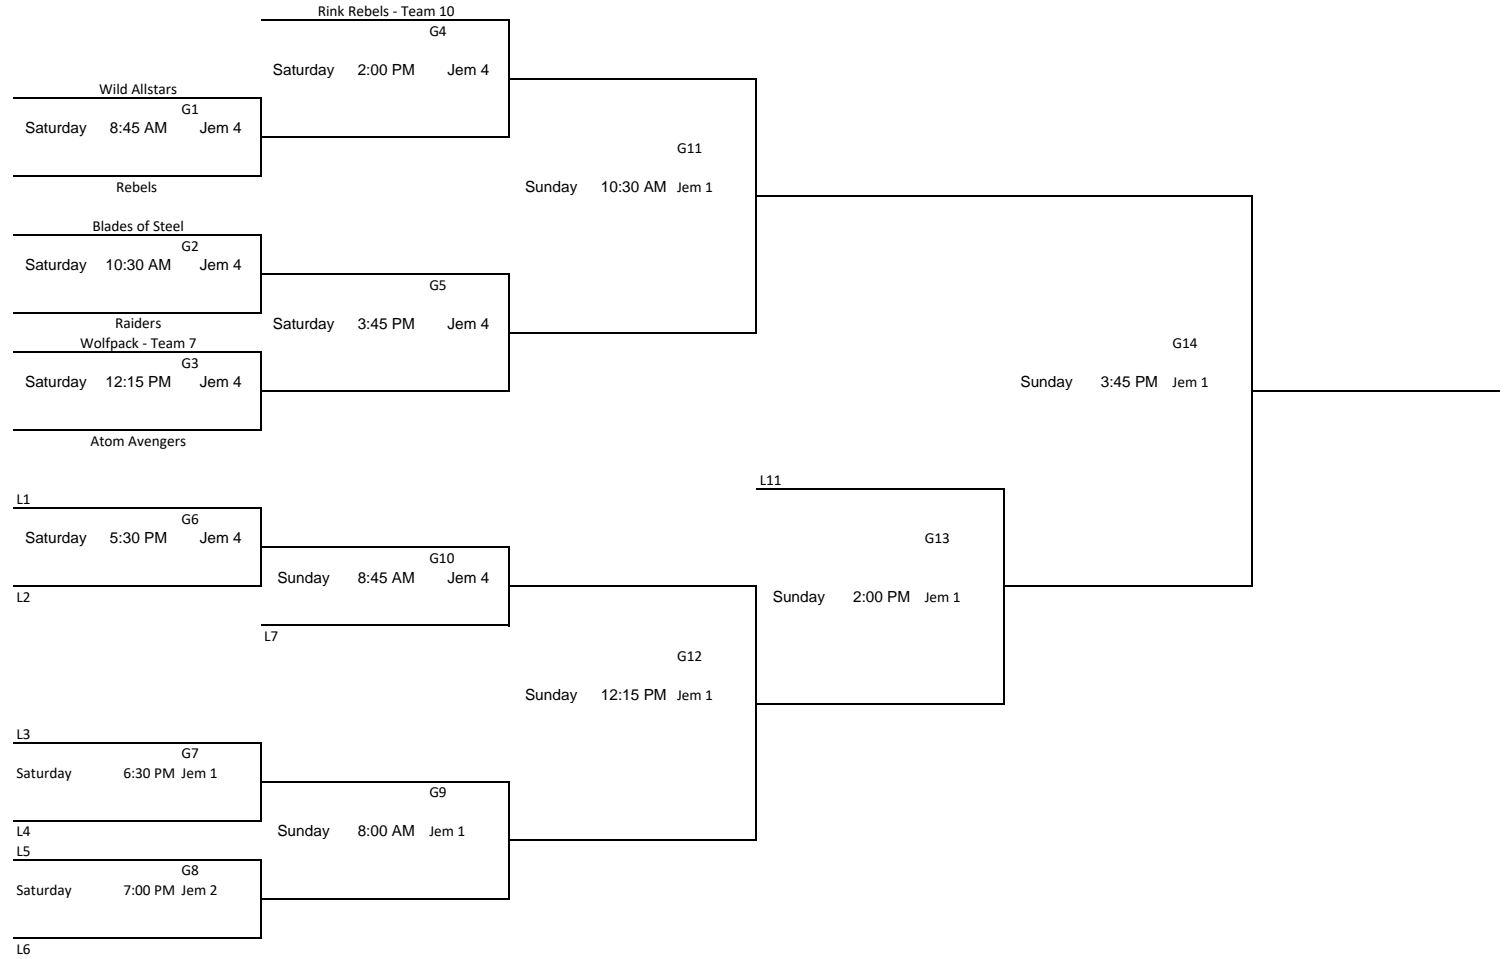 Rink Rebels - Team 10
G4
Saturday 2:00 PM Jem 4
Wild Allstars
G1
Saturday 8:45 AM Jem 4
Rebels
G11
Sunday 10:30 AM Jem 1
Blades of Steel
G2
Saturday 10:30 AM Jem 4
Raiders
G5
Saturday 3:45 PM Jem 4
Wolfpack - Team 7
G3
Saturday 12:15 PM Jem 4
Atom Avengers
G14
Sunday 3:45 PM Jem 1
L1
G6
Saturday 5:30 PM Jem 4
L2
G10
Sunday 8:45 AM Jem 4
L7
L11
G13
Sunday 2:00 PM Jem 1
G12
Sunday 12:15 PM Jem 1
L3
G7
Saturday 6:30 PM Jem 1
L4
G9
Sunday 8:00 AM Jem 1
L5
G8
Saturday 7:00 PM Jem 2
L6